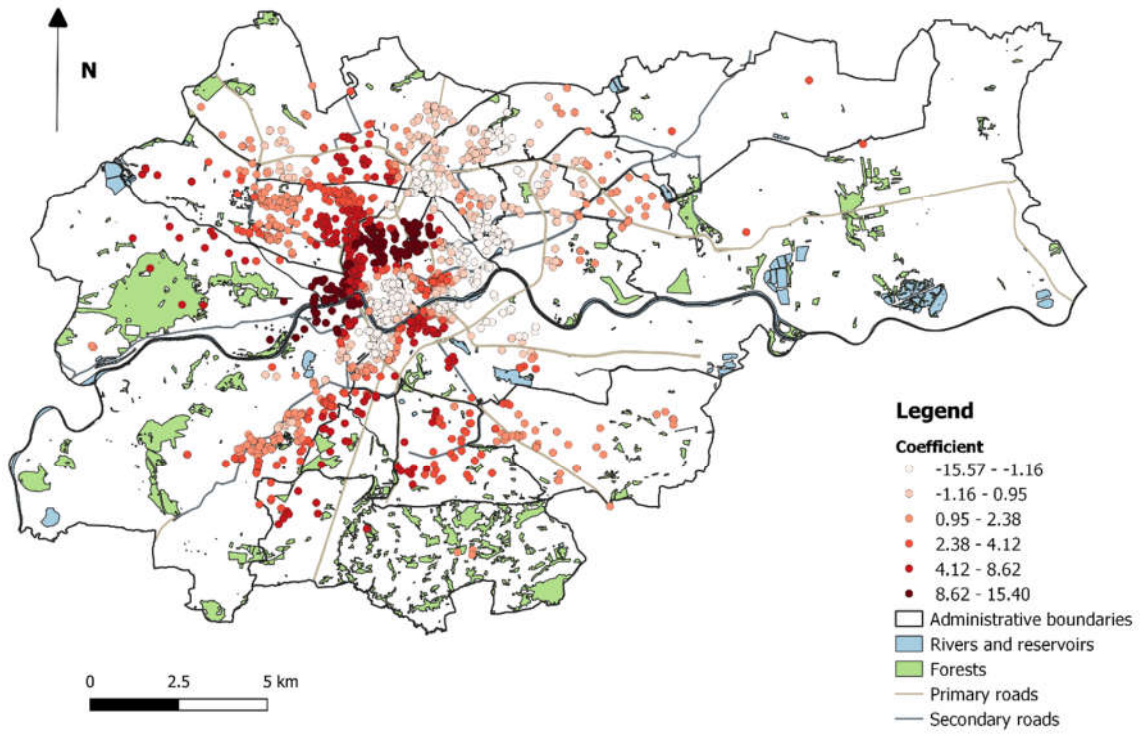 N
Legend
Coefficient
-15.57 - -1.16
-1.16 - 0.95
0.95 - 2.38
2.38 - 4.12
4.12 - 8.62
8.62 - 15.40
Administrative boundaries
Rivers and reservoirs
Forests
Primary roads
Secondary roads
0 2.5 5 km